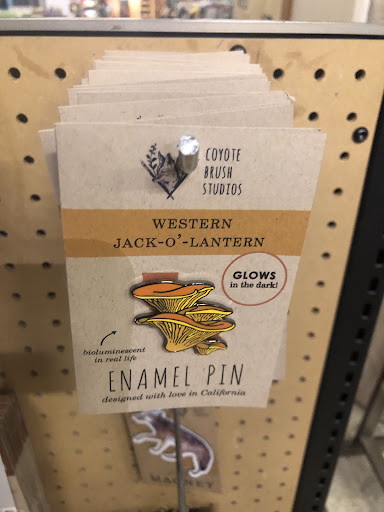 COYOTE
BRUSH
STUDIOS
WESTERN
JACK-O'-LANTERN
GLOWS
in the dark!
bioluminescent
in real life
ENAMEL PIN
designed with love in California
MAGNET